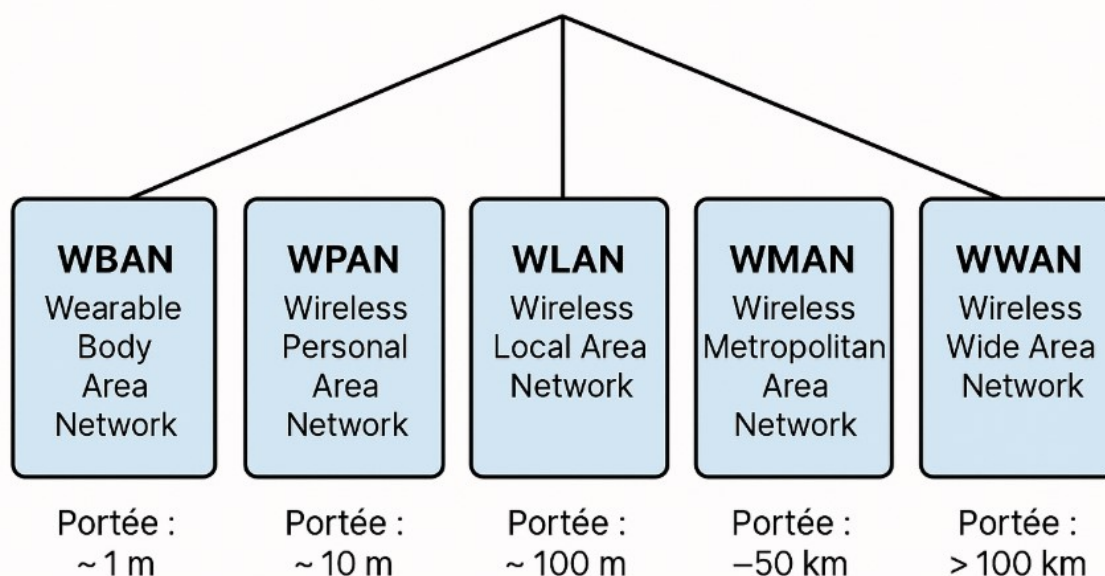 WBAN
Wearable
Body
Area
Network
WPAN
Wireless
Personal
Area
Network
WLAN
Wireless
Local Area
Network
WMAN
Wireless
Metropolitan
Area
Network
WWAN
Wireless
Wide Area
Network
Portée :
~ 1 m
Portée :
~ 10 m
Portée :
~ 100 m
Portée :
–50 km
Portée :
> 100 km